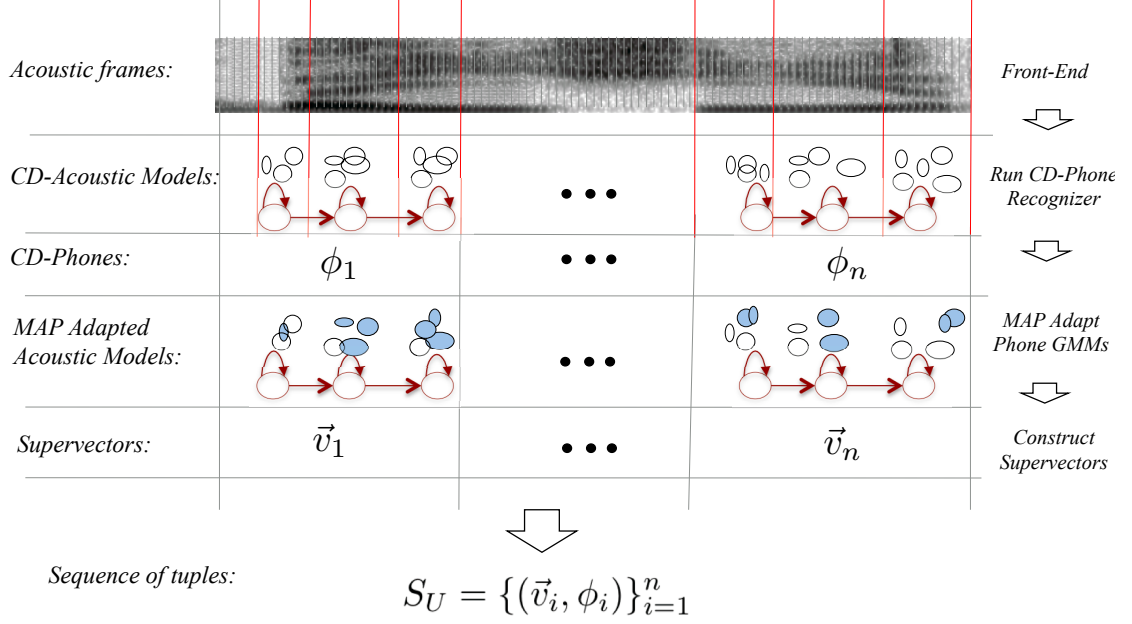 Acoustic frames:
Front-End
CD-Acoustic Models:
Run CD-Phone
Recognizer
CD-Phones:
ϕ₁
•••
ϕₙ
MAP Adapted
Acoustic Models:
MAP Adapt
Phone GMMs
Supervectors:
v⃗₁
•••
v⃗ₙ
Construct
Supervectors
Sequence of tuples:
S_U = {(v⃗ᵢ, ϕᵢ)}ⁿᵢ₌₁